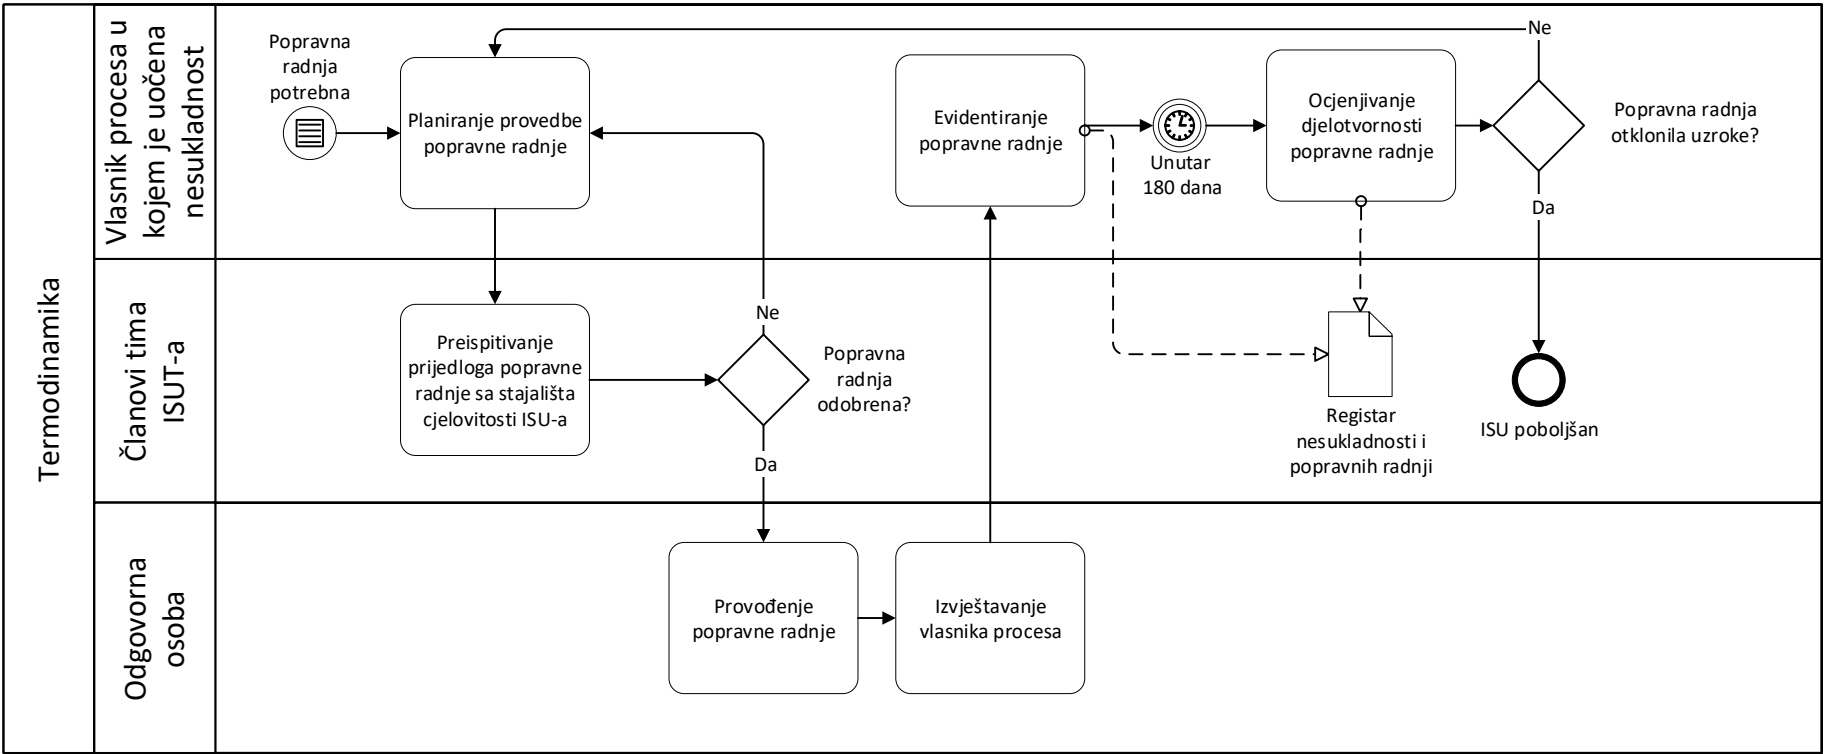 Termodinamika
Vlasnik procesa u
kojem je uočena
nesukladnost
Popravna
radnja
potrebna
Planiranje provedbe
popravne radnje
Evidentiranje
popravne radnje
Unutar
180 dana
Ocjenjivanje
djelotvornosti
popravne radnje
Ne
Popravna radnja
otklonila uzroke?
Da
Članovi tima
ISUT-a
Preispitivanje
prijedloga popravne
radnje sa stajališta
cjelovitosti ISU-a
Ne
Popravna
radnja
odobrena?
Da
Registar
nesukladnosti i
popravnih radnji
ISU poboljšan
Odgovorna
osoba
Provođenje
popravne radnje
Izvještavanje
vlasnika procesa